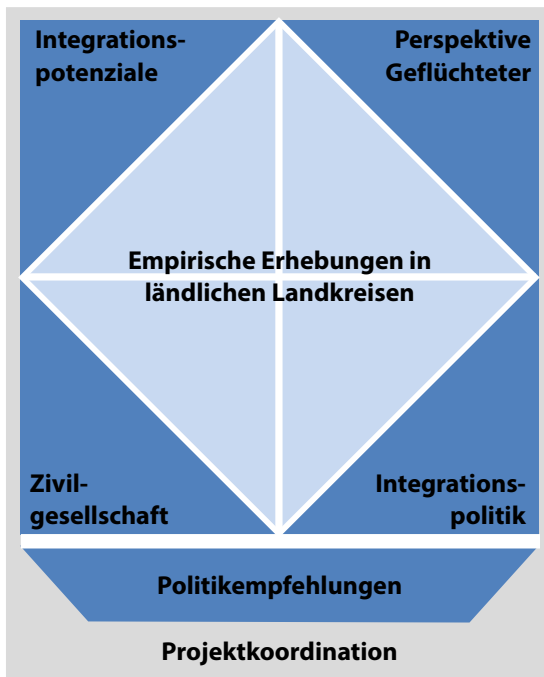 Integrations-
potenziale
Perspektive
Geflüchteter
Empirische Erhebungen in
ländlichen Landkreisen
Zivil-
gesellschaft
Integrations-
politik
Politikempfehlungen
Projektkoordination